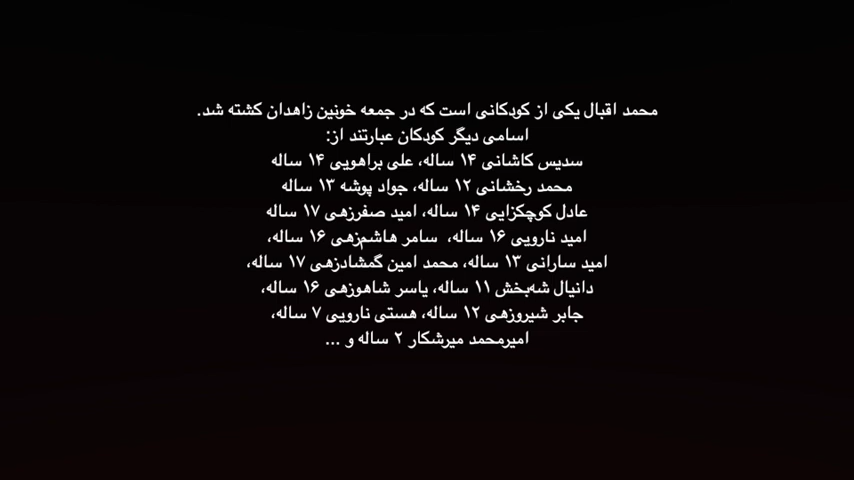 محمد اقبال یکی از کودکانی است که در جمعه خونین زاهدان کشته شد.
اسامی دیگر کودکان عبارتند از:
سدیس کاشانی ۱۴ ساله، علی براهویی ۱۴ ساله
محمد رخشانی ۱۲ ساله، جواد پوشه ۱۳ ساله
عادل کوچکزایی ۱۴ ساله، امید صفرزهی ۱۷ ساله
امید نارویی ۱۶ ساله، سامر هاشم‌زهی ۱۶ ساله،
امید سارانی ۱۳ ساله، محمد امین گمشادزهی ۱۷ ساله،
دانیال شه‌بخش ۱۱ ساله، یاسر شاهوزهی ۱۶ ساله،
جابر شیروزهی ۱۲ ساله، هستی نارویی ۷ ساله،
امیرمحمد میرشکار ۲ ساله و ...